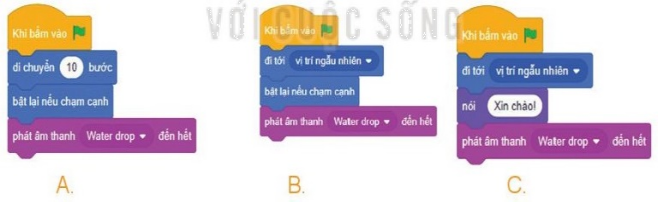 VỚI CUỘC SỐNG
Khi bấm vào
di chuyển 10 bước
bật lại nếu chạm cạnh
phát âm thanh Water drop đến hết
A.
Khi bấm vào
đi tới vị trí ngẫu nhiên
bật lại nếu chạm cạnh
phát âm thanh Water drop đến hết
B.
Khi bấm vào
đi tới vị trí ngẫu nhiên
nói Xin chào!
phát âm thanh Water drop đến hết
C.